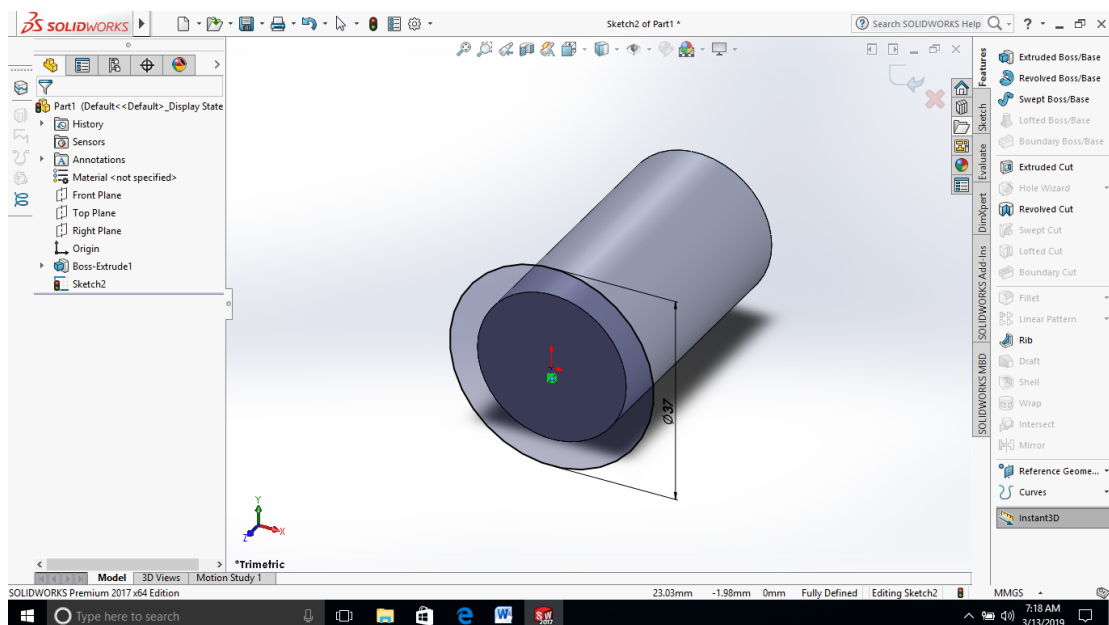 SOLIDWORKS
Sketch2 of Part1 *
Search SOLIDWORKS Help
Part1 (Default<<Default>_Display State
History
Sensors
Annotations
Material <not specified>
Front Plane
Top Plane
Right Plane
Origin
Boss-Extrude1
Sketch2
Ø37
Y
X
Z
*Trimetric
Features
Sketch
Evaluate
DimXpert
SOLIDWORKS Add-Ins
SOLIDWORKS MBD
Extruded Boss/Base
Revolved Boss/Base
Swept Boss/Base
Lofted Boss/Base
Boundary Boss/Base
Extruded Cut
Hole Wizard
Revolved Cut
Swept Cut
Lofted Cut
Boundary Cut
Fillet
Linear Pattern
Rib
Draft
Shell
Wrap
Intersect
Mirror
Reference Geome...
Curves
Instant3D
Model 3D Views Motion Study 1
SOLIDWORKS Premium 2017 x64 Edition 23.03mm -1.98mm 0mm Fully Defined Editing Sketch2 MMGS
Type here to search
7:18 AM
3/13/2019